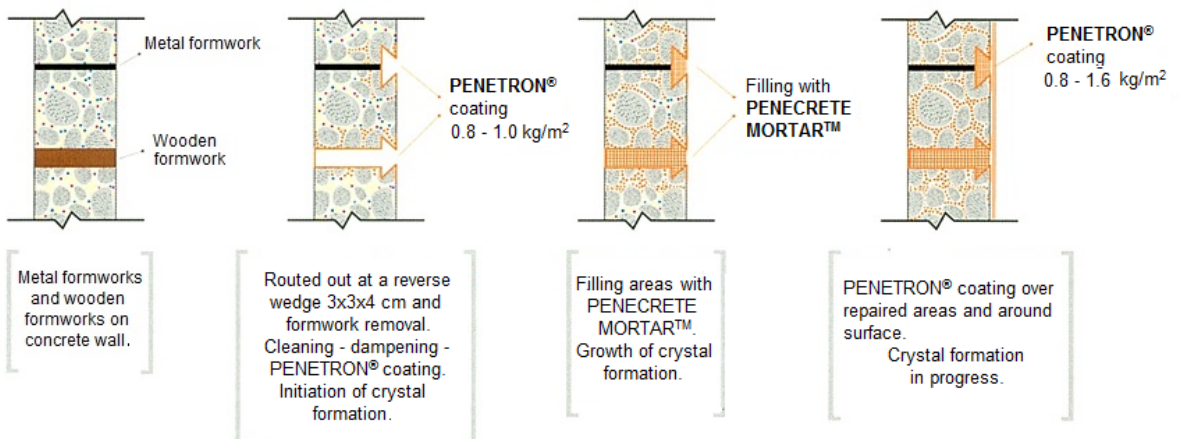 Metal formwork
Wooden
formwork
PENETRON®
coating
0.8 - 1.0 kg/m²
Filling with
PENECRETE
MORTAR™
PENETRON®
coating
0.8 - 1.6 kg/m²
Metal formworks
and wooden
formworks on
concrete wall.
Routed out at a reverse
wedge 3x3x4 cm and
formwork removal.
Cleaning - dampening -
PENETRON® coating.
Initiation of crystal
formation.
Filling areas with
PENECRETE
MORTAR™.
Growth of crystal
formation.
PENETRON® coating over
repaired areas and around
surface.
Crystal formation
in progress.